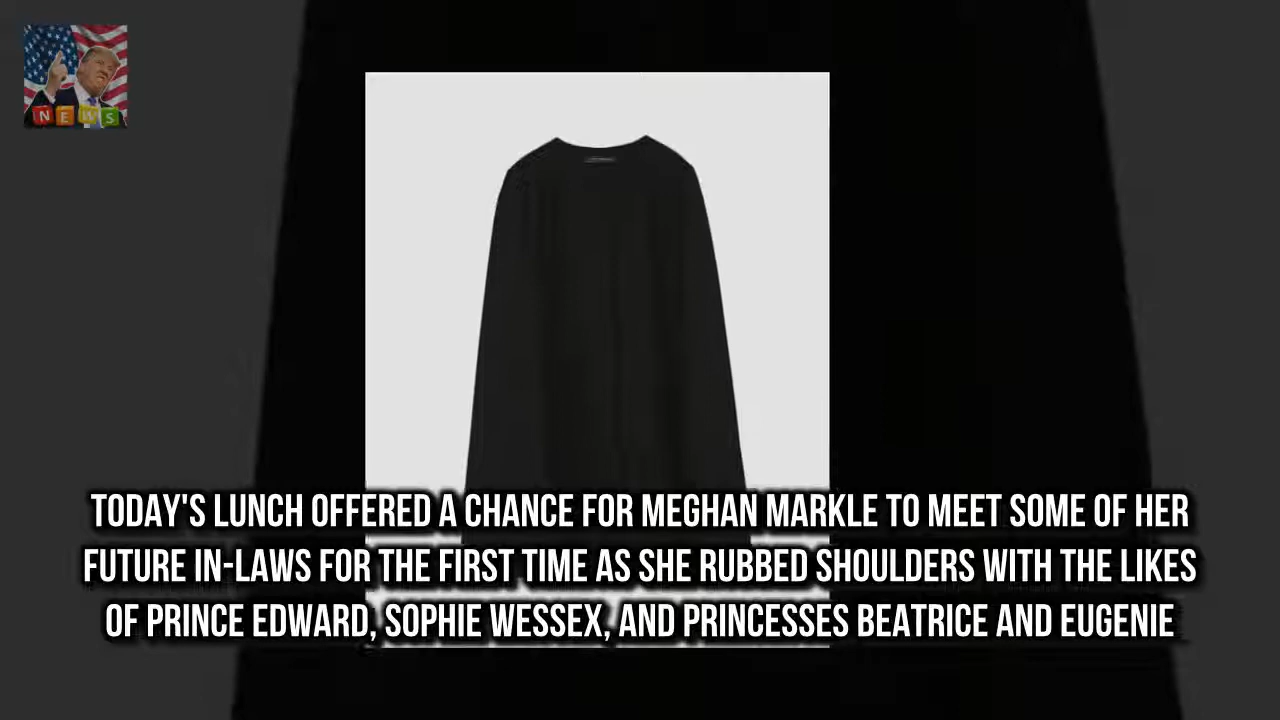 NEWS
TODAY'S LUNCH OFFERED A CHANCE FOR MEGHAN MARKLE TO MEET SOME OF HER
FUTURE IN-LAWS FOR THE FIRST TIME AS SHE RUBBED SHOULDERS WITH THE LIKES
OF PRINCE EDWARD, SOPHIE WESSEX, AND PRINCESSES BEATRICE AND EUGENIE